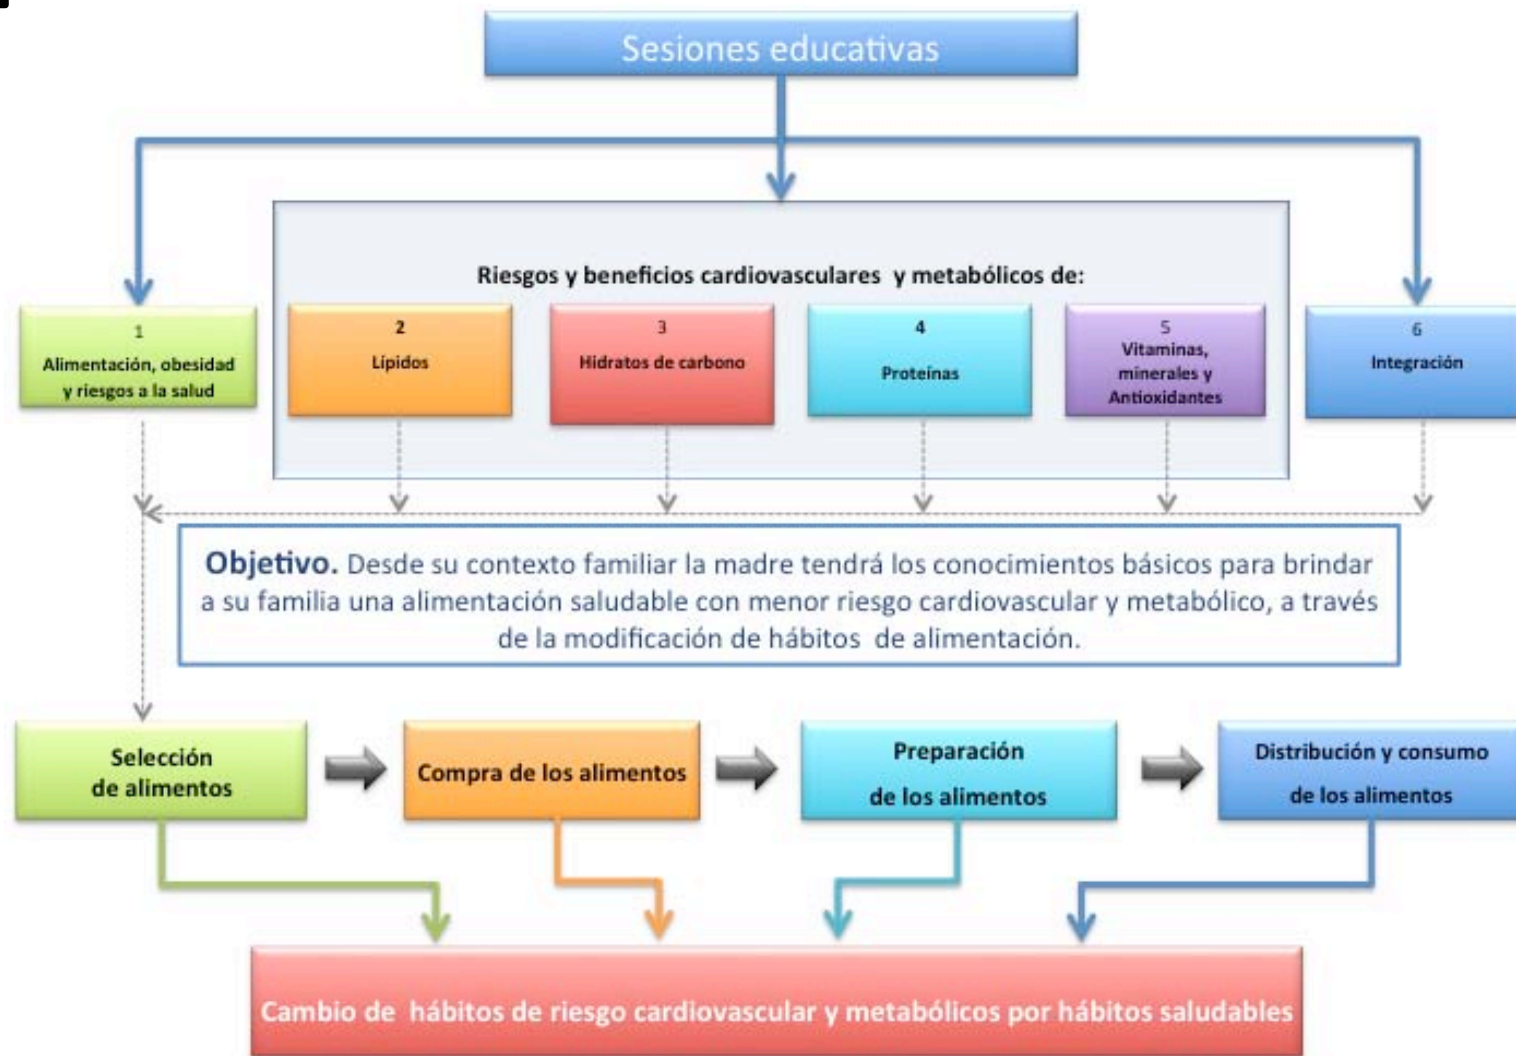 Sesiones educativas
Riesgos y beneficios cardiovasculares y metabólicos de:
1
Alimentación, obesidad
y riesgos a la salud
2
Lípidos
3
Hidratos de carbono
4
Proteínas
5
Vitaminas,
minerales y
Antioxidantes
6
Integración
Objetivo. Desde su contexto familiar la madre tendrá los conocimientos básicos para brindar
a su familia una alimentación saludable con menor riesgo cardiovascular y metabólico, a través
de la modificación de hábitos de alimentación.
Selección
de alimentos
Compra de los alimentos
Preparación
de los alimentos
Distribución y consumo
de los alimentos
Cambio de hábitos de riesgo cardiovascular y metabólicos por hábitos saludables